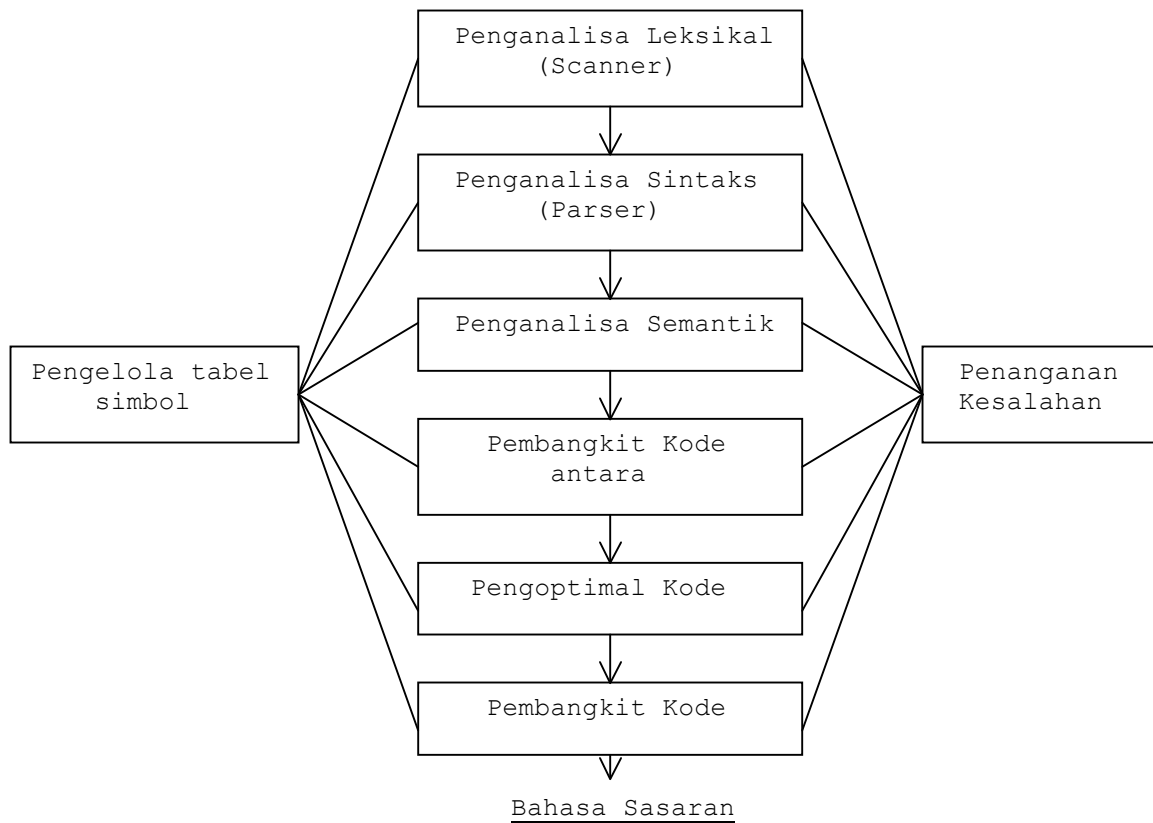 Penganalisa Leksikal
(Scanner)
Penganalisa Sintaks
(Parser)
Penganalisa Semantik
Pengelola tabel
simbol
Penanganan
Kesalahan
Pembangkit Kode
antara
Pengoptimal Kode
Pembangkit Kode
Bahasa Sasaran